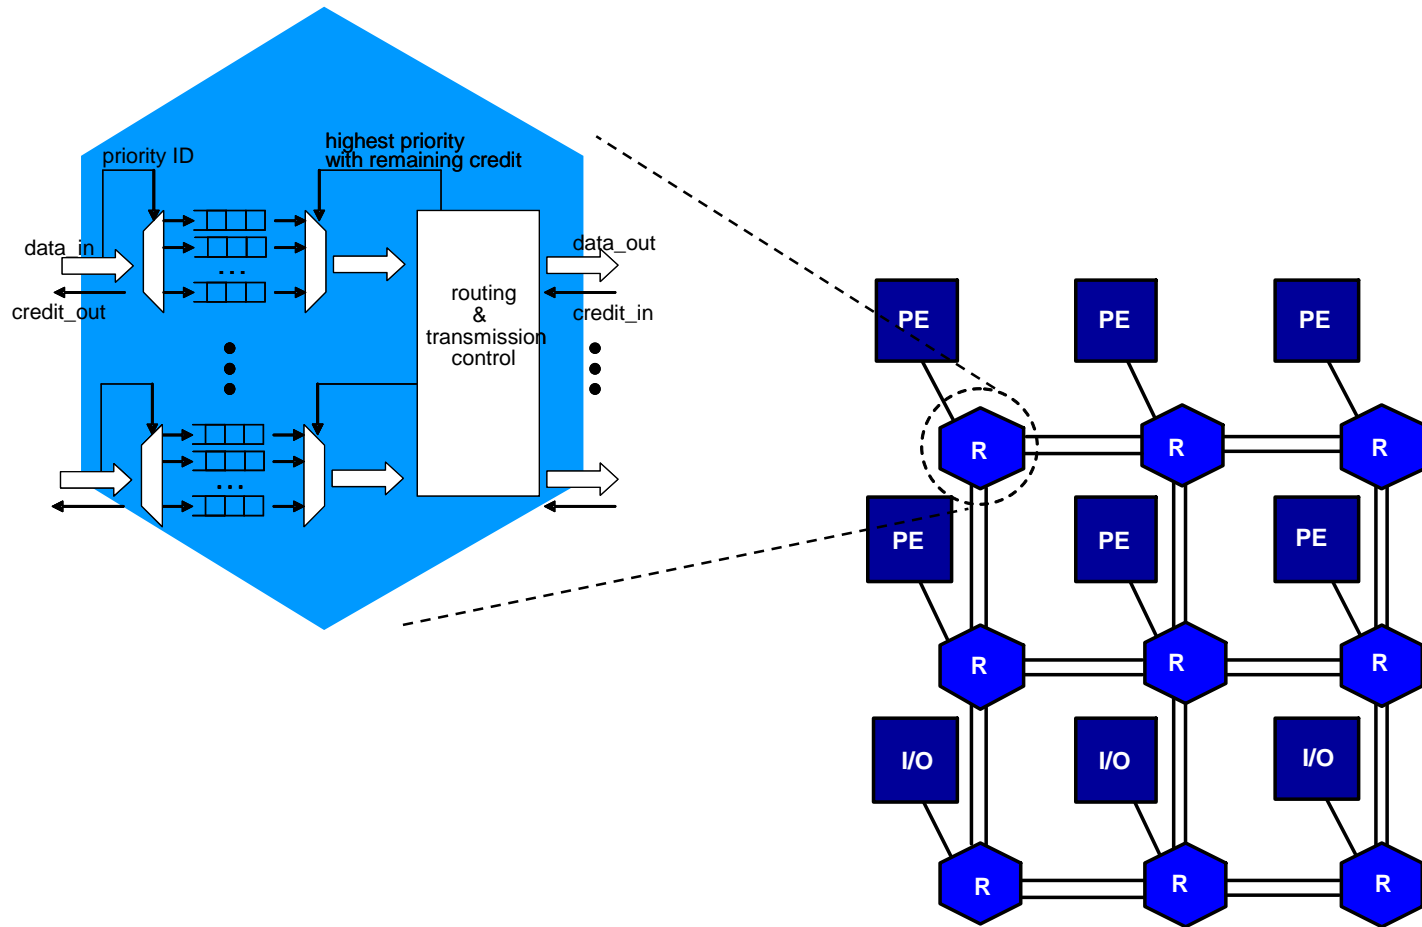 priority ID
highest priority
with remaining credit
data_in
credit_out
...
routing
&
transmission
control
data_out
credit_in
...
PE
PE
PE
R
R
R
PE
PE
PE
R
R
R
I/O
I/O
I/O
R
R
R